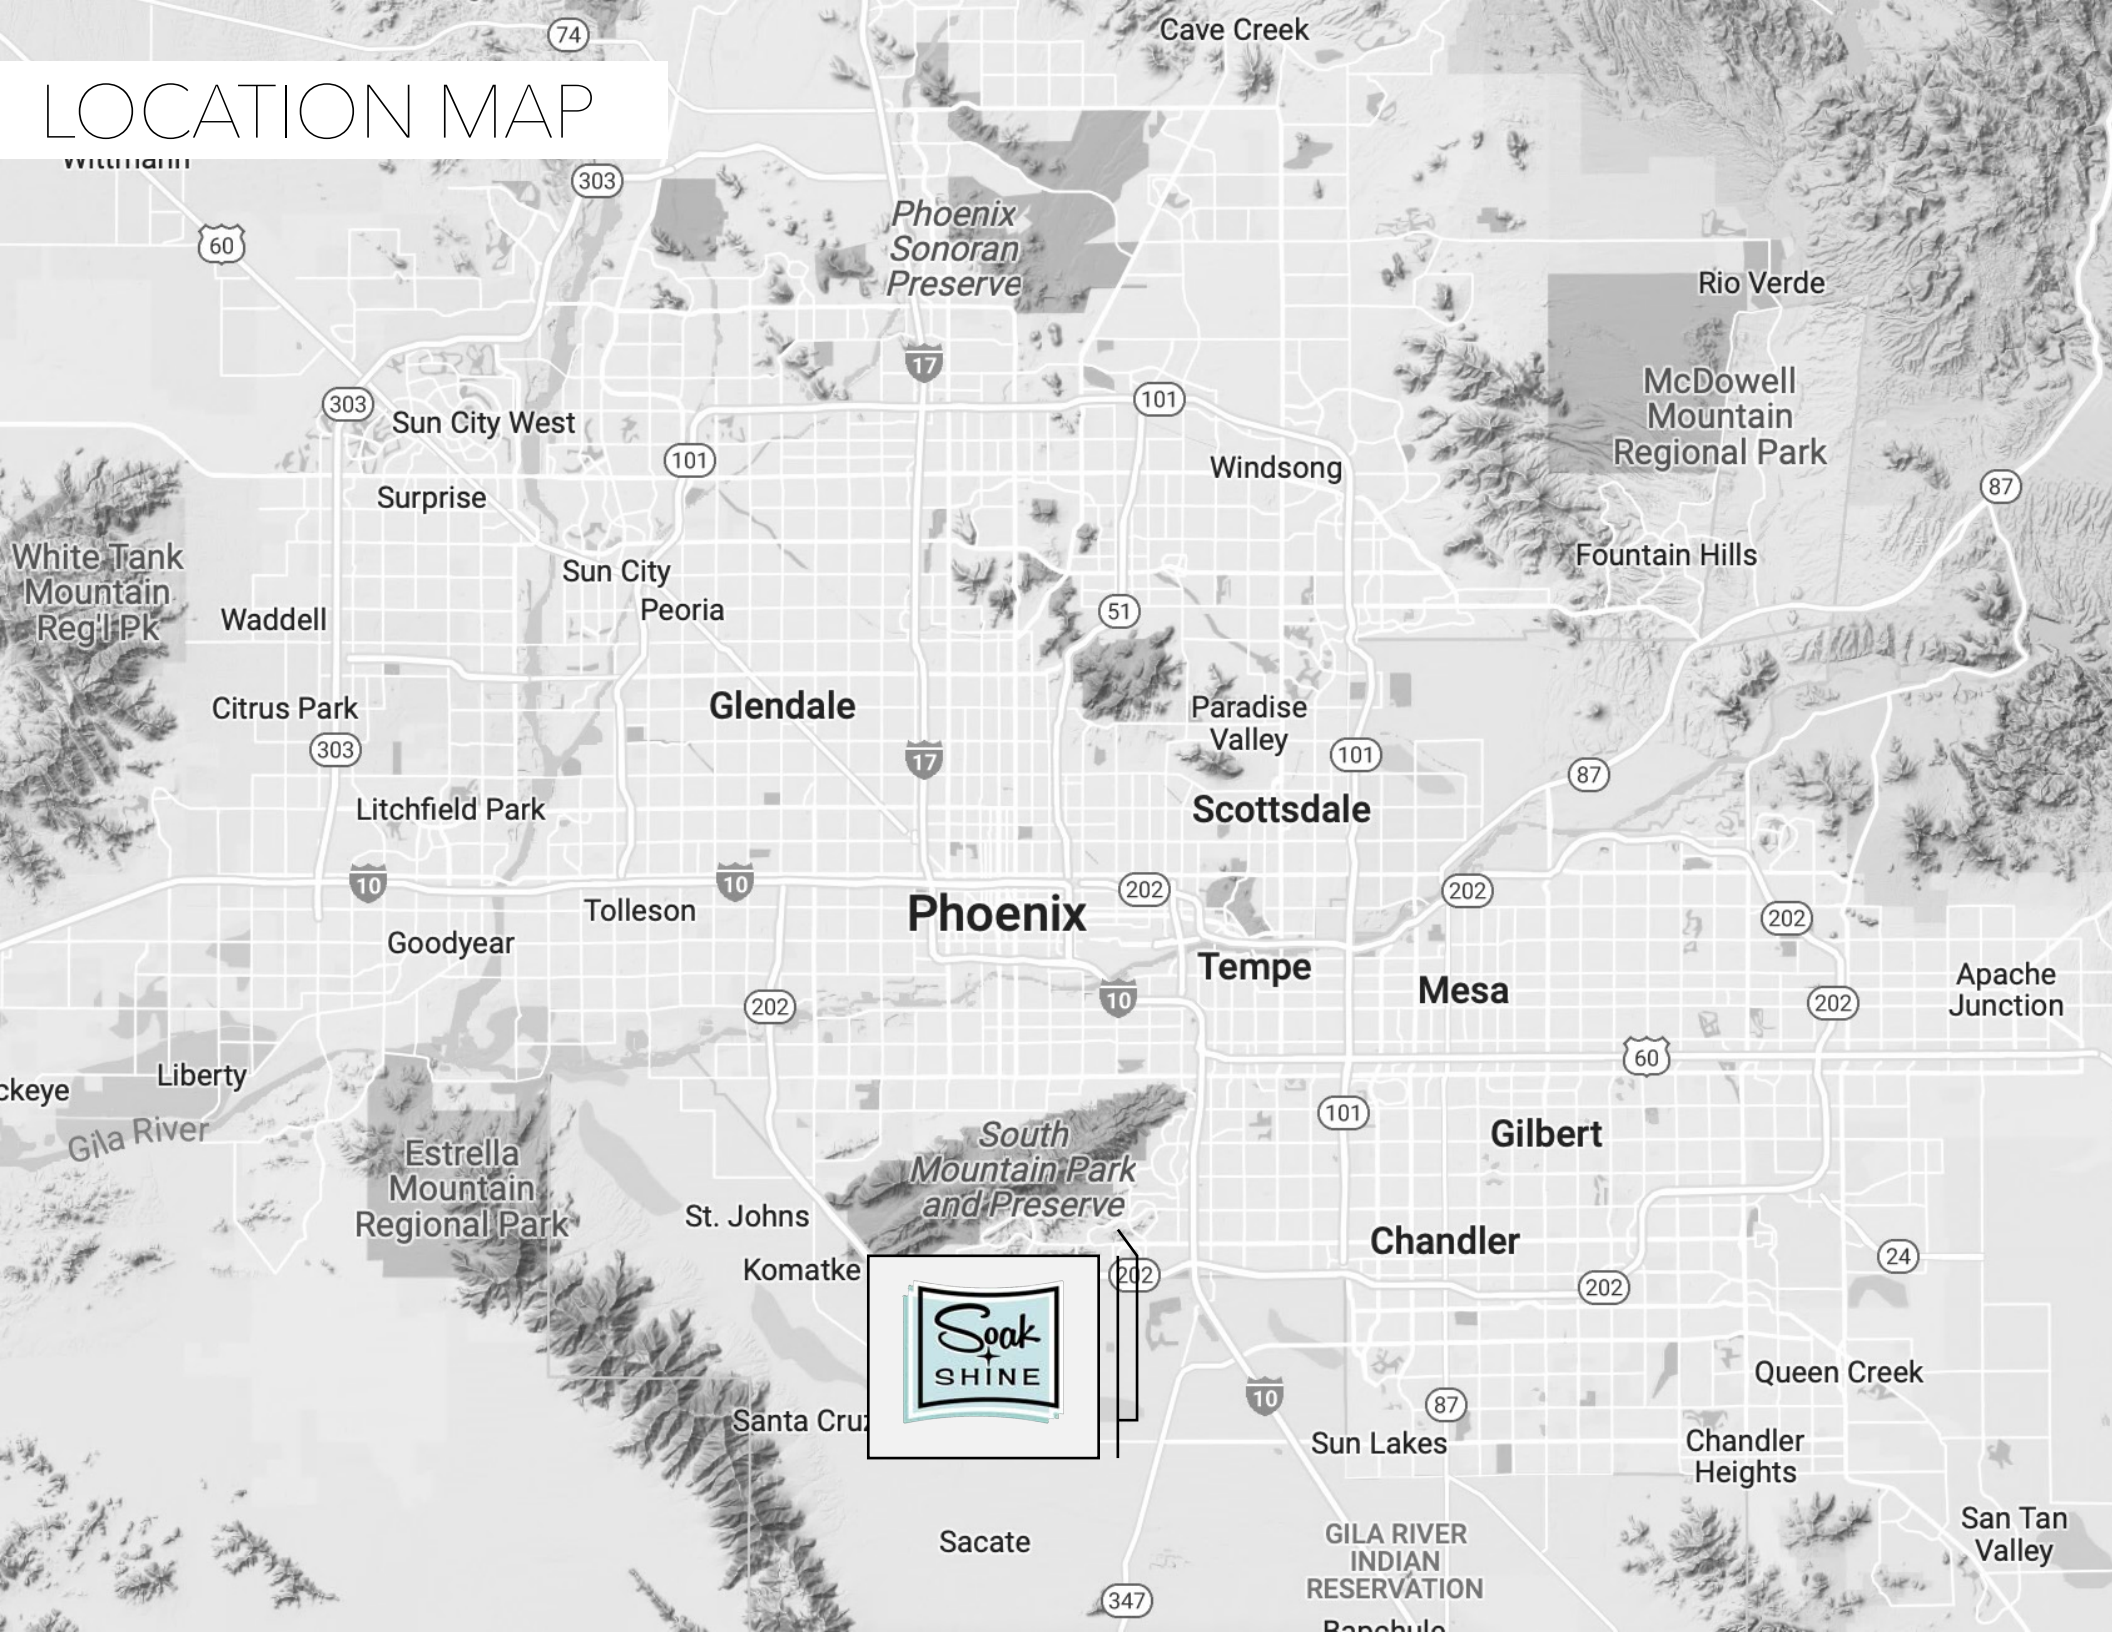 Cave Creek
74
LOCATION MAP
Wittmann
303
Phoenix
Sonoran
Preserve
60
Rio Verde
17
McDowell
Mountain
Regional Park
303
101
Sun City West
101
Windsong
Surprise
87
White Tank
Mountain
Reg'l Pk
Fountain Hills
Sun City
Peoria
51
Waddell
Citrus Park
Glendale
Paradise
Valley
303
17
101
87
Litchfield Park
Scottsdale
10
10
202
202
Tolleson
Phoenix
202
Goodyear
Tempe
Mesa
Apache
Junction
202
10
202
60
Liberty
ckeye
Gila River
101
Gilbert
Estrella
Mountain
Regional Park
South
Mountain Park
and Preserve
St. Johns
Chandler
24
Komatke
202
202
Soak
SHINE
Queen Creek
10
87
Santa Cruz
Sun Lakes
Chandler
Heights
Sacate
GILA RIVER
INDIAN
RESERVATION
San Tan
Valley
347
Bapchule